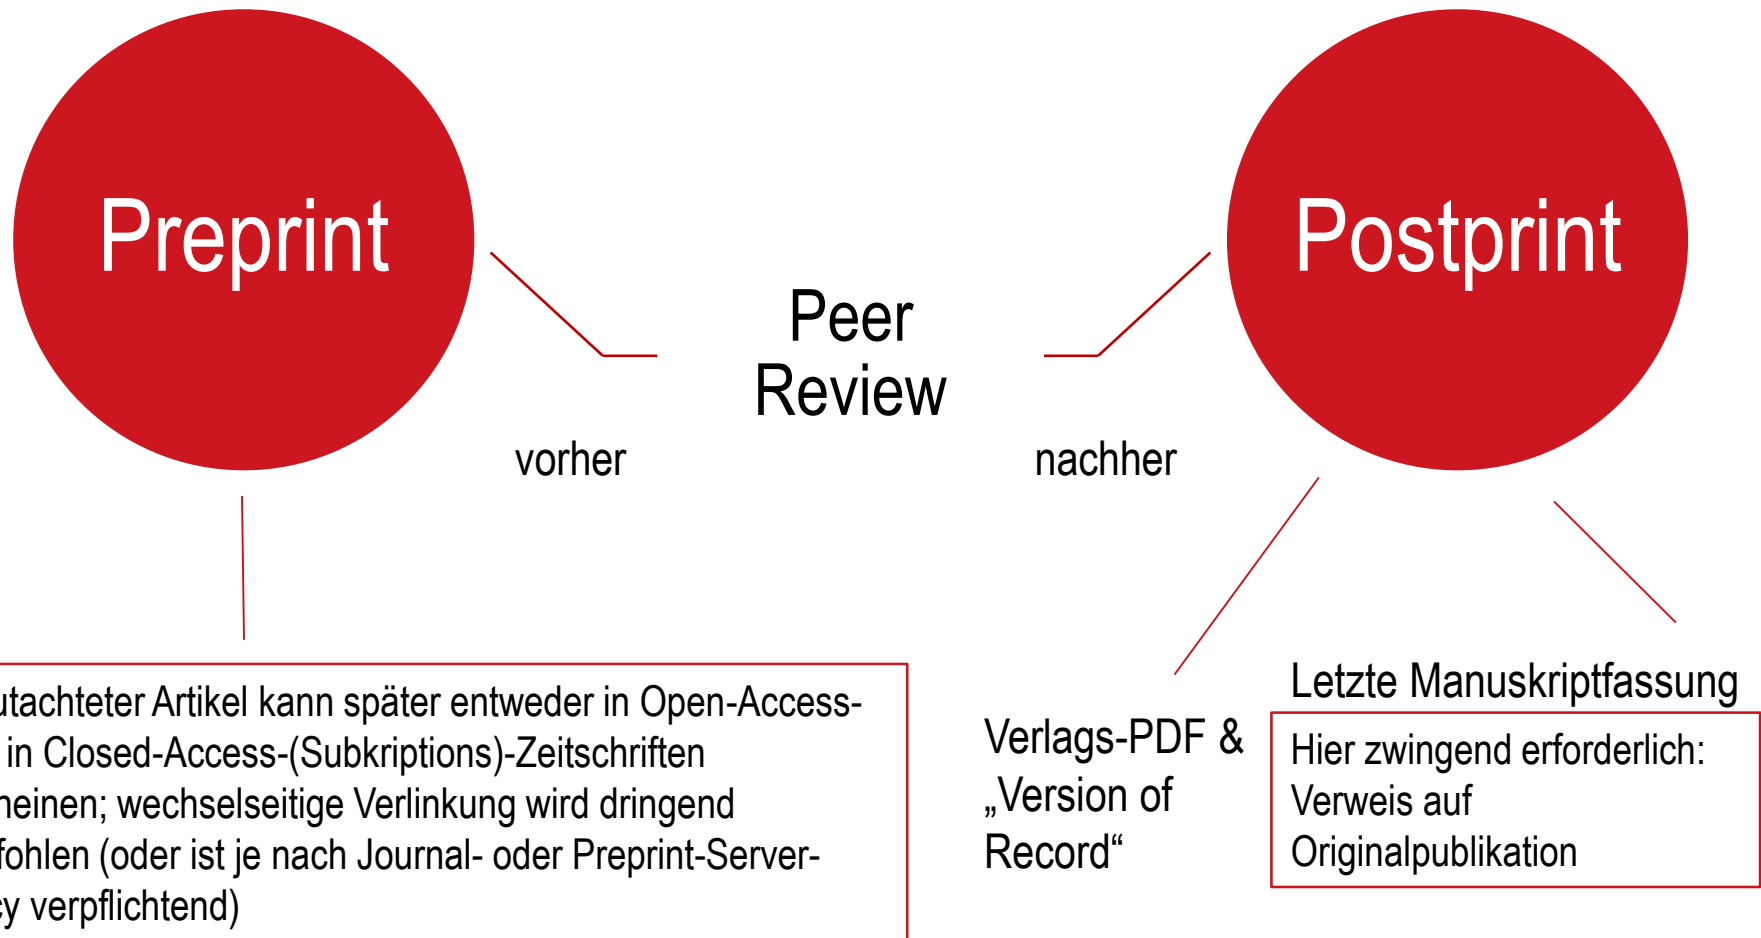 Preprint
Postprint
Peer
Review
vorher
nachher
utachteter Artikel kann später entweder in Open-Access-
in Closed-Access-(Subkriptions)-Zeitschriften
heinen; wechselseitige Verlinkung wird dringend
fohlen (oder ist je nach Journal- oder Preprint-Server-
cy verpflichtend)
Verlags-PDF &
„Version of
Record“
Letzte Manuskriptfassung
Hier zwingend erforderlich:
Verweis auf
Originalpublikation